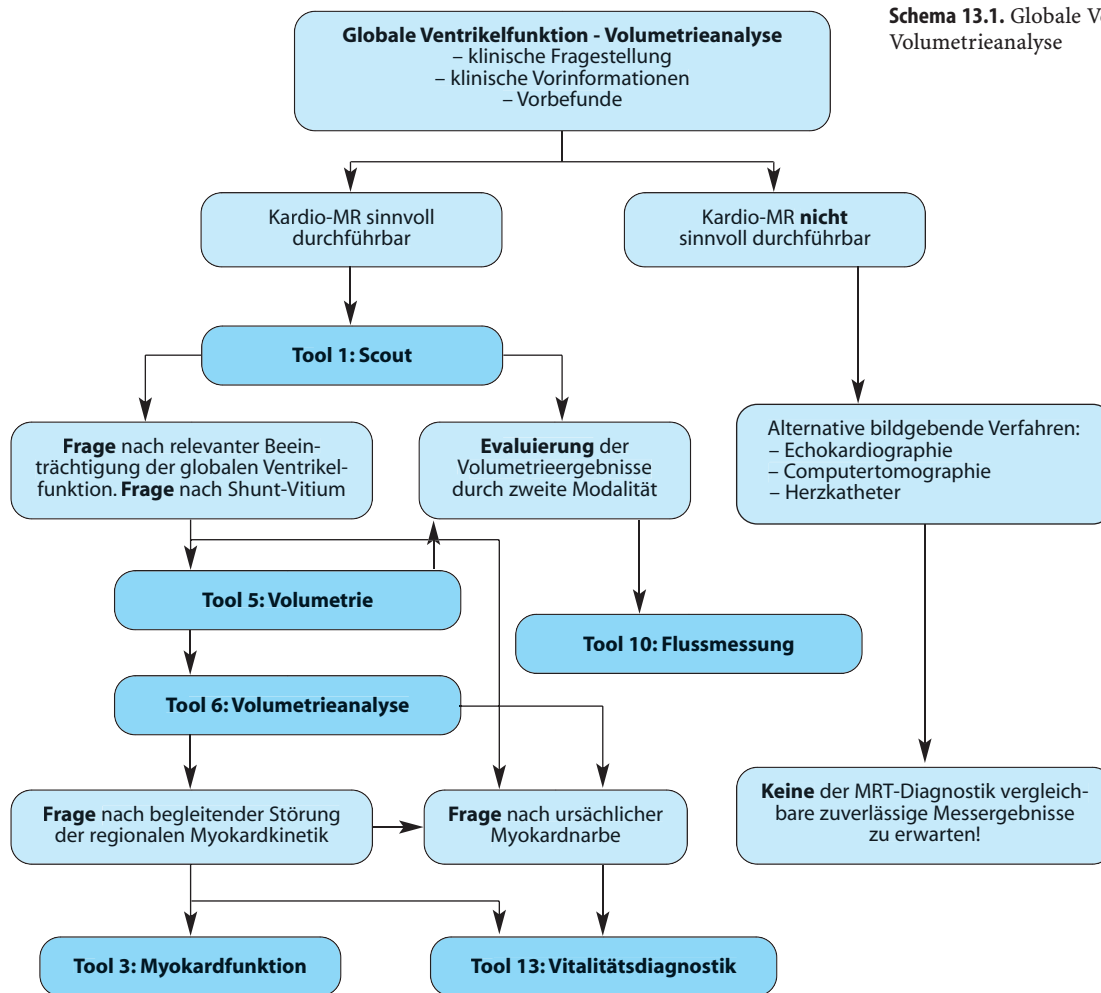 Schema 13.1. Globale V
Volumetrieanalyse
Globale Ventrikelfunktion - Volumetrieanalyse
– klinische Fragestellung
– klinische Vorinformationen
– Vorbefunde
Kardio-MR sinnvoll
durchführbar
Kardio-MR nicht
sinnvoll durchführbar
Tool 1: Scout
Frage nach relevanter Beein-
trächtigung der globalen Ventrikel-
funktion. Frage nach Shunt-Vitium
Evaluierung der
Volumetrieergebnisse
durch zweite Modalität
Alternative bildgebende Verfahren:
– Echokardiographie
– Computertomographie
– Herzkatheter
Tool 5: Volumetrie
Tool 10: Flussmessung
Tool 6: Volumetrieanalyse
Frage nach begleitender Störung
der regionalen Myokardkinetik
Frage nach ursächlicher
Myokardnarbe
Keine der MRT-Diagnostik vergleich-
bare zuverlässige Messergebnisse
zu erwarten!
Tool 3: Myokardfunktion
Tool 13: Vitalitätsdiagnostik